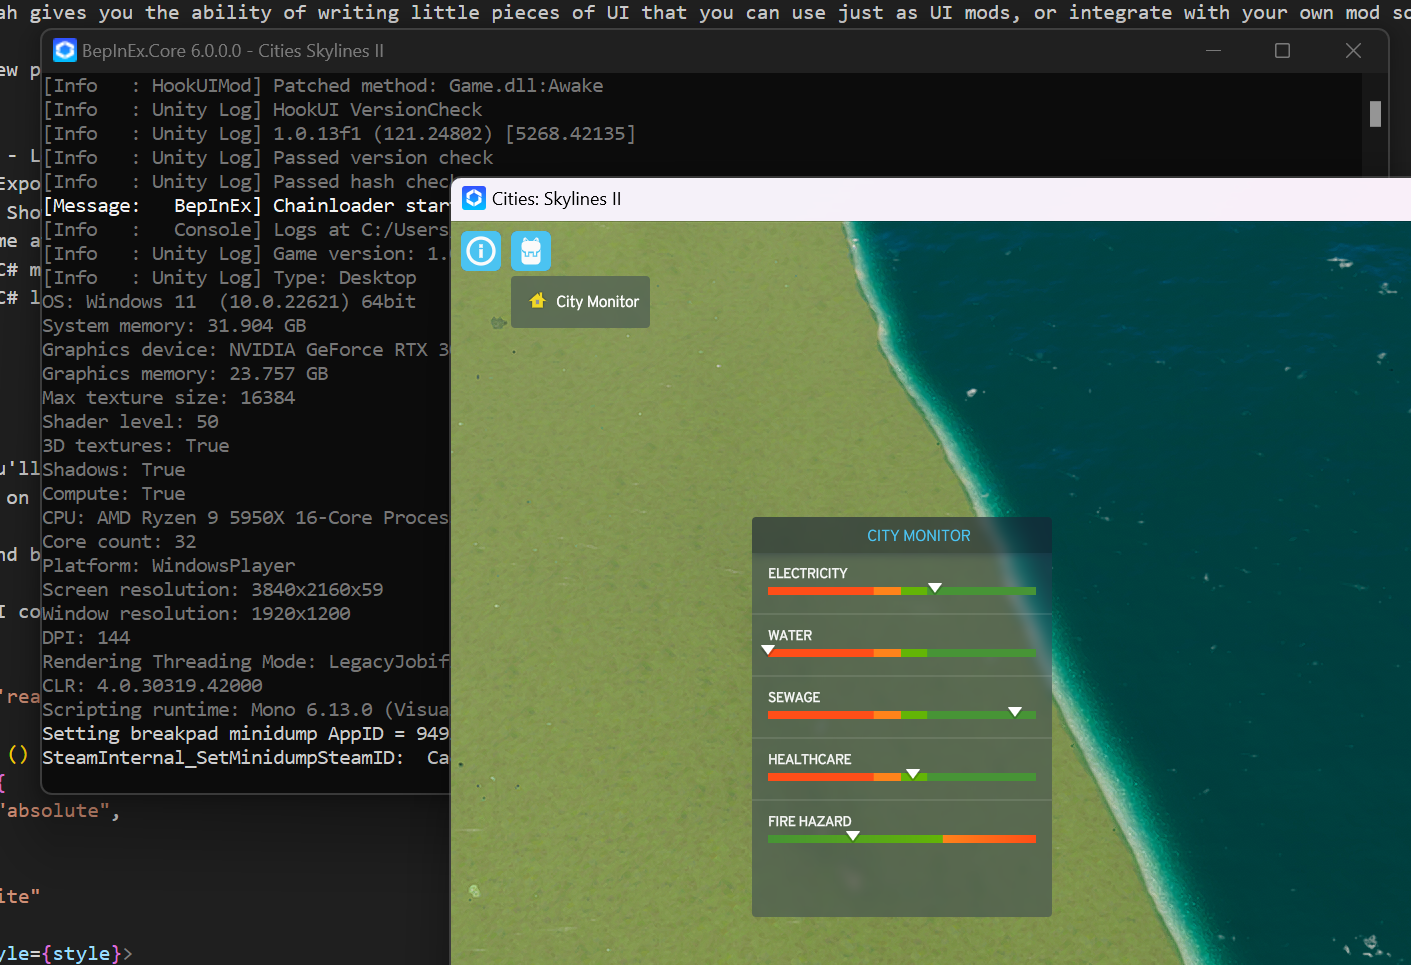 ah gives you the ability of writing little pieces of UI that you can use just as UI mods, or integrate with your own mod
BepInEx.Core 6.0.0.0 - Cities Skylines II
[Info   : HookUIMod] Patched method: Game.dll:Awake
[Info   : Unity Log] HookUI VersionCheck
[Info   : Unity Log] 1.0.13f1 (121.24802) [5268.42135]
[Info   : Unity Log] Passed version check
[Info   : Unity Log] Passed hash check
[Message:   BepInEx] Chainloader star
[Info   :   Console] Logs at C:/Users
[Info   : Unity Log] Game version: 1.
[Info   : Unity Log] Type: Desktop
OS: Windows 11  (10.0.22621) 64bit
System memory: 31.904 GB
Graphics device: NVIDIA GeForce RTX 3
Graphics memory: 23.757 GB
Max texture size: 16384
Shader level: 50
3D textures: True
Shadows: True
Compute: True
CPU: AMD Ryzen 9 5950X 16-Core Proces
Core count: 32
Platform: WindowsPlayer
Screen resolution: 3840x2160x59
Window resolution: 1920x1200
DPI: 144
Rendering Threading Mode: LegacyJobif
CLR: 4.0.30319.42000
Scripting runtime: Mono 6.13.0 (Visua
Setting breakpad minidump AppID = 949
SteamInternal_SetMinidumpSteamID:  Ca
ew p
- L
Expo
Sho
me a
C# m
C# l
u'll
on
nd b
I co
'rea
()
{
"absolute",
ite"
yle={style}>
Cities: Skylines II
City Monitor
CITY MONITOR
ELECTRICITY
WATER
SEWAGE
HEALTHCARE
FIRE HAZARD